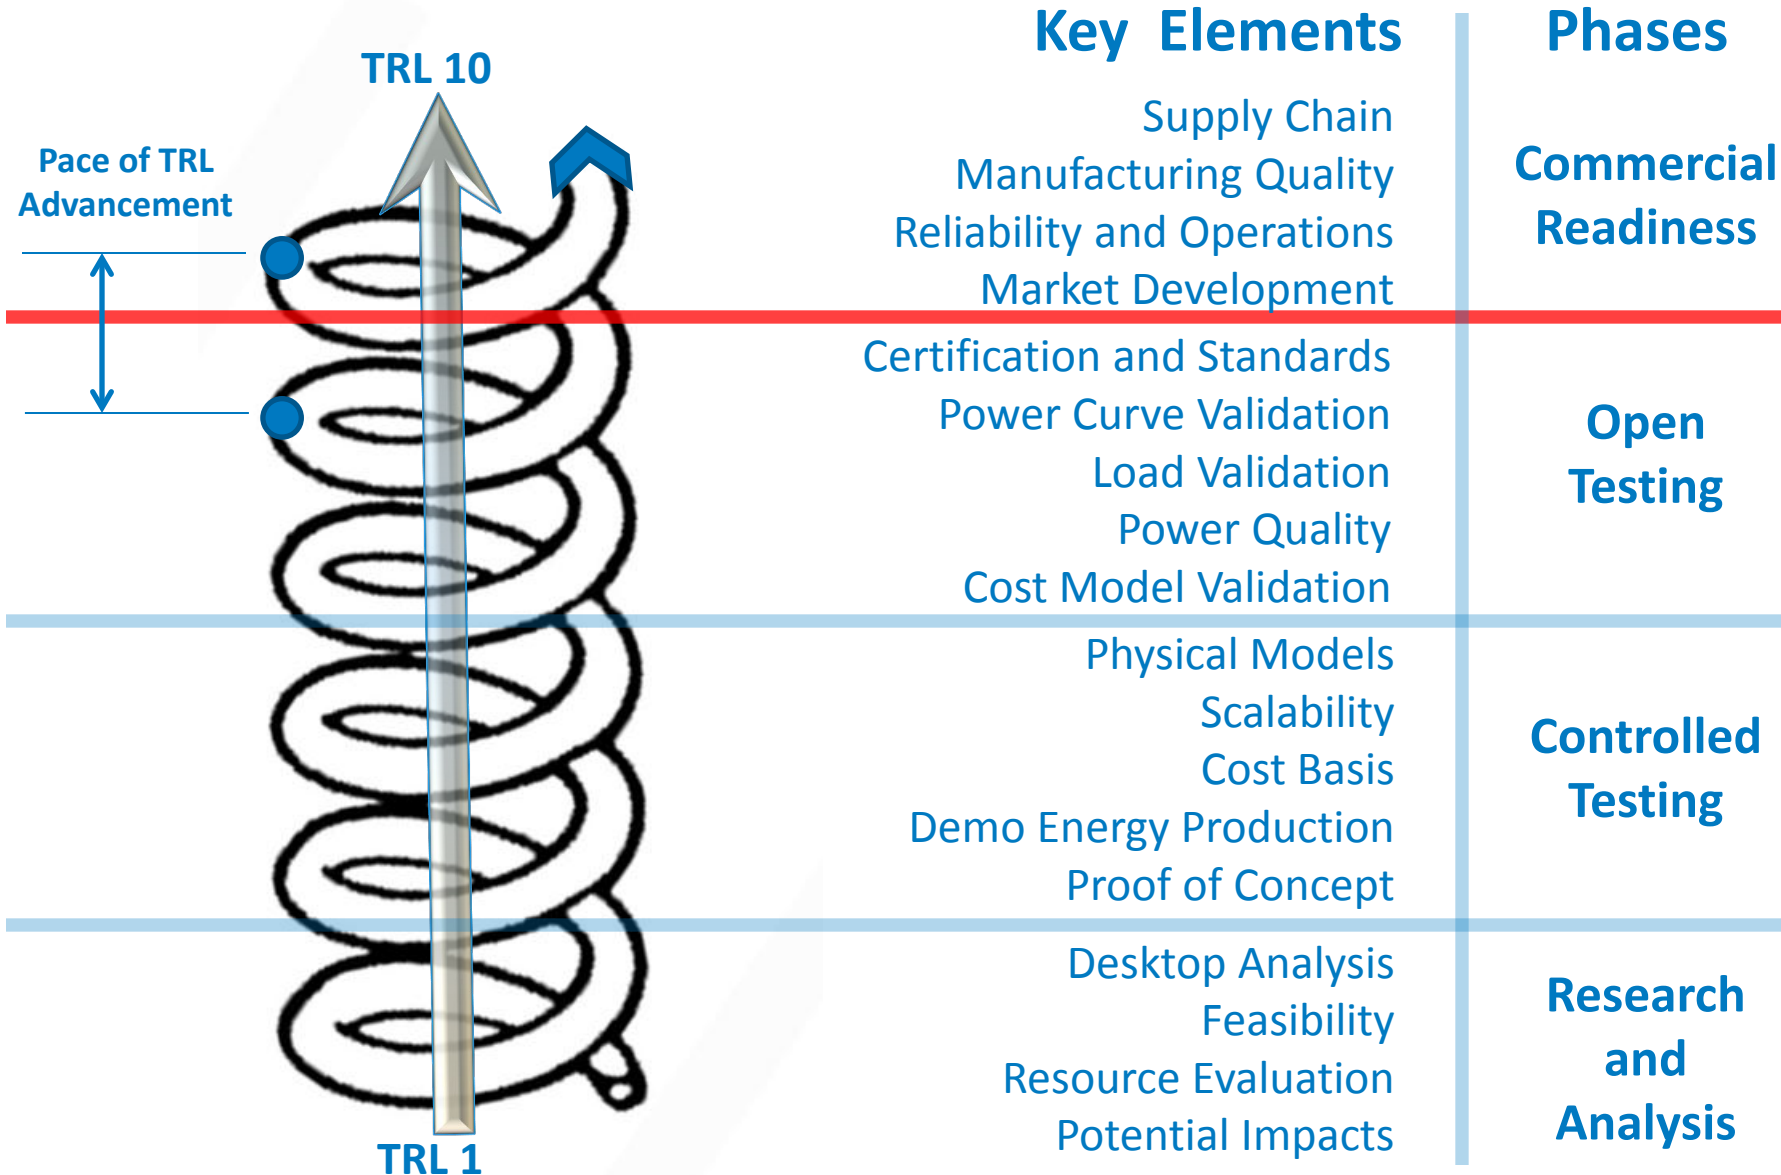 Key Elements
Phases
TRL 10
Pace of TRL
Advancement
Supply Chain
Manufacturing Quality
Reliability and Operations
Market Development
Commercial
Readiness
Certification and Standards
Power Curve Validation
Load Validation
Power Quality
Cost Model Validation
Open
Testing
Physical Models
Scalability
Cost Basis
Demo Energy Production
Proof of Concept
Controlled
Testing
Desktop Analysis
Feasibility
Resource Evaluation
Potential Impacts
Research
and
Analysis
TRL 1